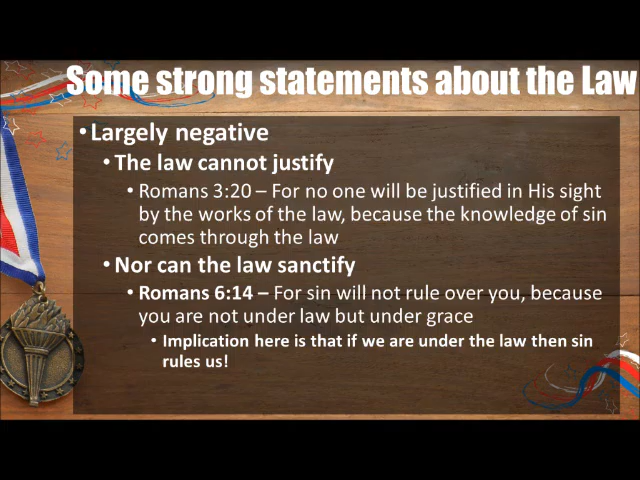 Some strong statements about the Law
• Largely negative
• The law cannot justify
• Romans 3:20 – For no one will be justified in His sight
by the works of the law, because the knowledge of sin
comes through the law
• Nor can the law sanctify
• Romans 6:14 – For sin will not rule over you, because
you are not under law but under grace
• Implication here is that if we are under the law then sin
rules us!